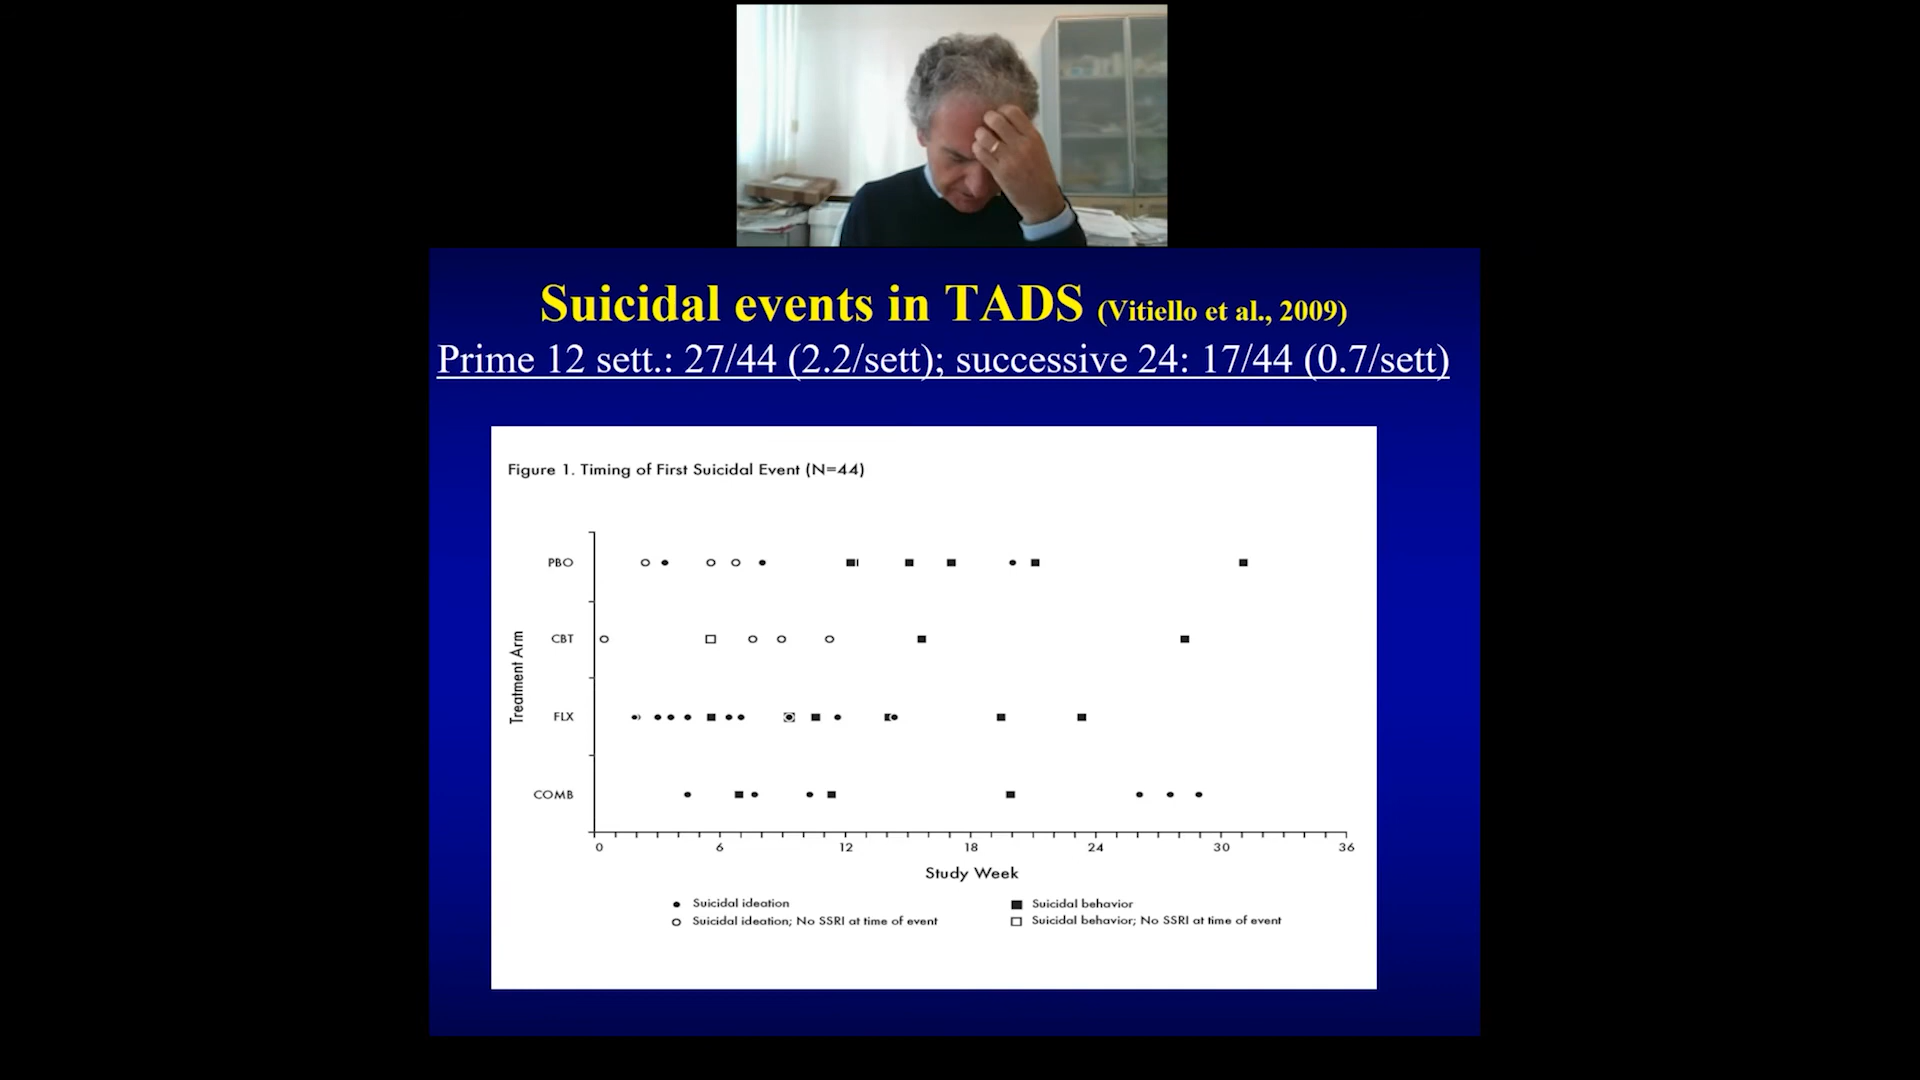 Suicidal events in TADS (Vitiello et al., 2009)
Prime 12 sett.: 27/44 (2.2/sett); successive 24: 17/44 (0.7/sett)
Figure 1. Timing of First Suicidal Event (N=44)
PBO
CBT
FLX
COMB
Treatment Arm
0 6 12 18 24 30 36
Study Week
Suicidal ideation
Suicidal behavior
Suicidal ideation; No SSRI at time of event
Suicidal behavior; No SSRI at time of event